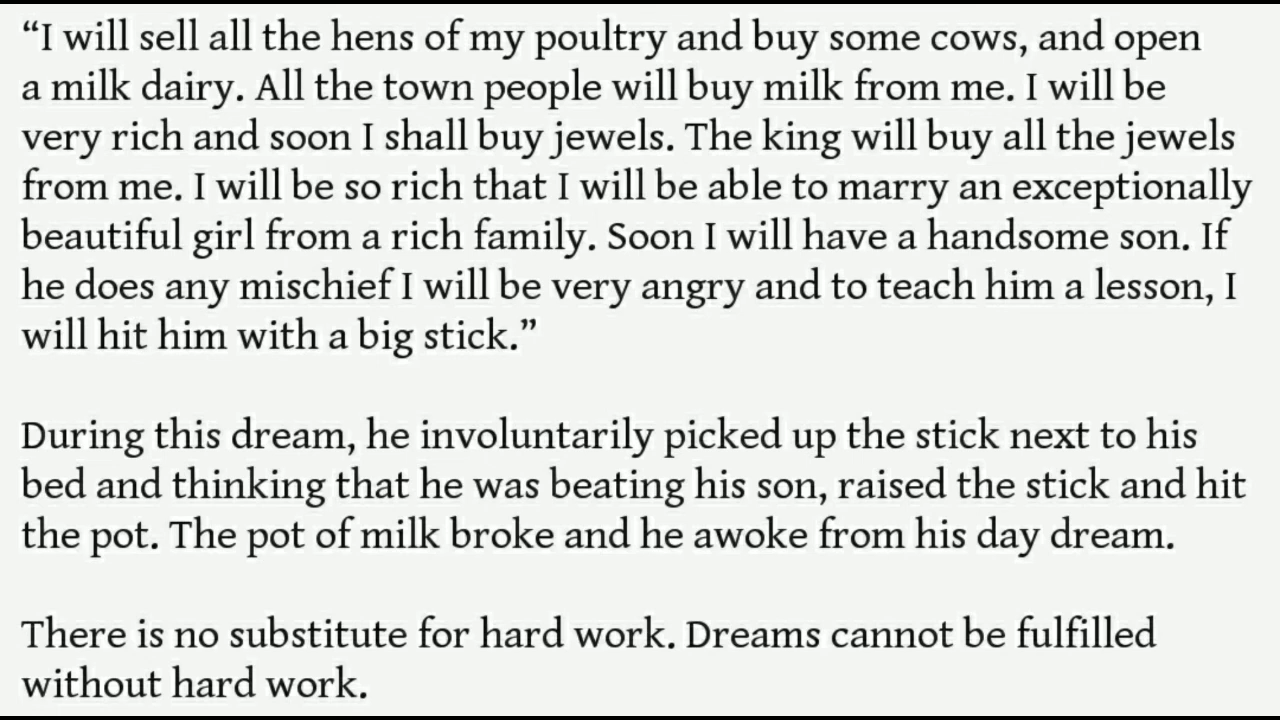 “I will sell all the hens of my poultry and buy some cows, and open
a milk dairy. All the town people will buy milk from me. I will be
very rich and soon I shall buy jewels. The king will buy all the jewels
from me. I will be so rich that I will be able to marry an exceptionally
beautiful girl from a rich family. Soon I will have a handsome son. If
he does any mischief I will be very angry and to teach him a lesson, I
will hit him with a big stick.”
During this dream, he involuntarily picked up the stick next to his
bed and thinking that he was beating his son, raised the stick and hit
the pot. The pot of milk broke and he awoke from his day dream.
There is no substitute for hard work. Dreams cannot be fulfilled
without hard work.